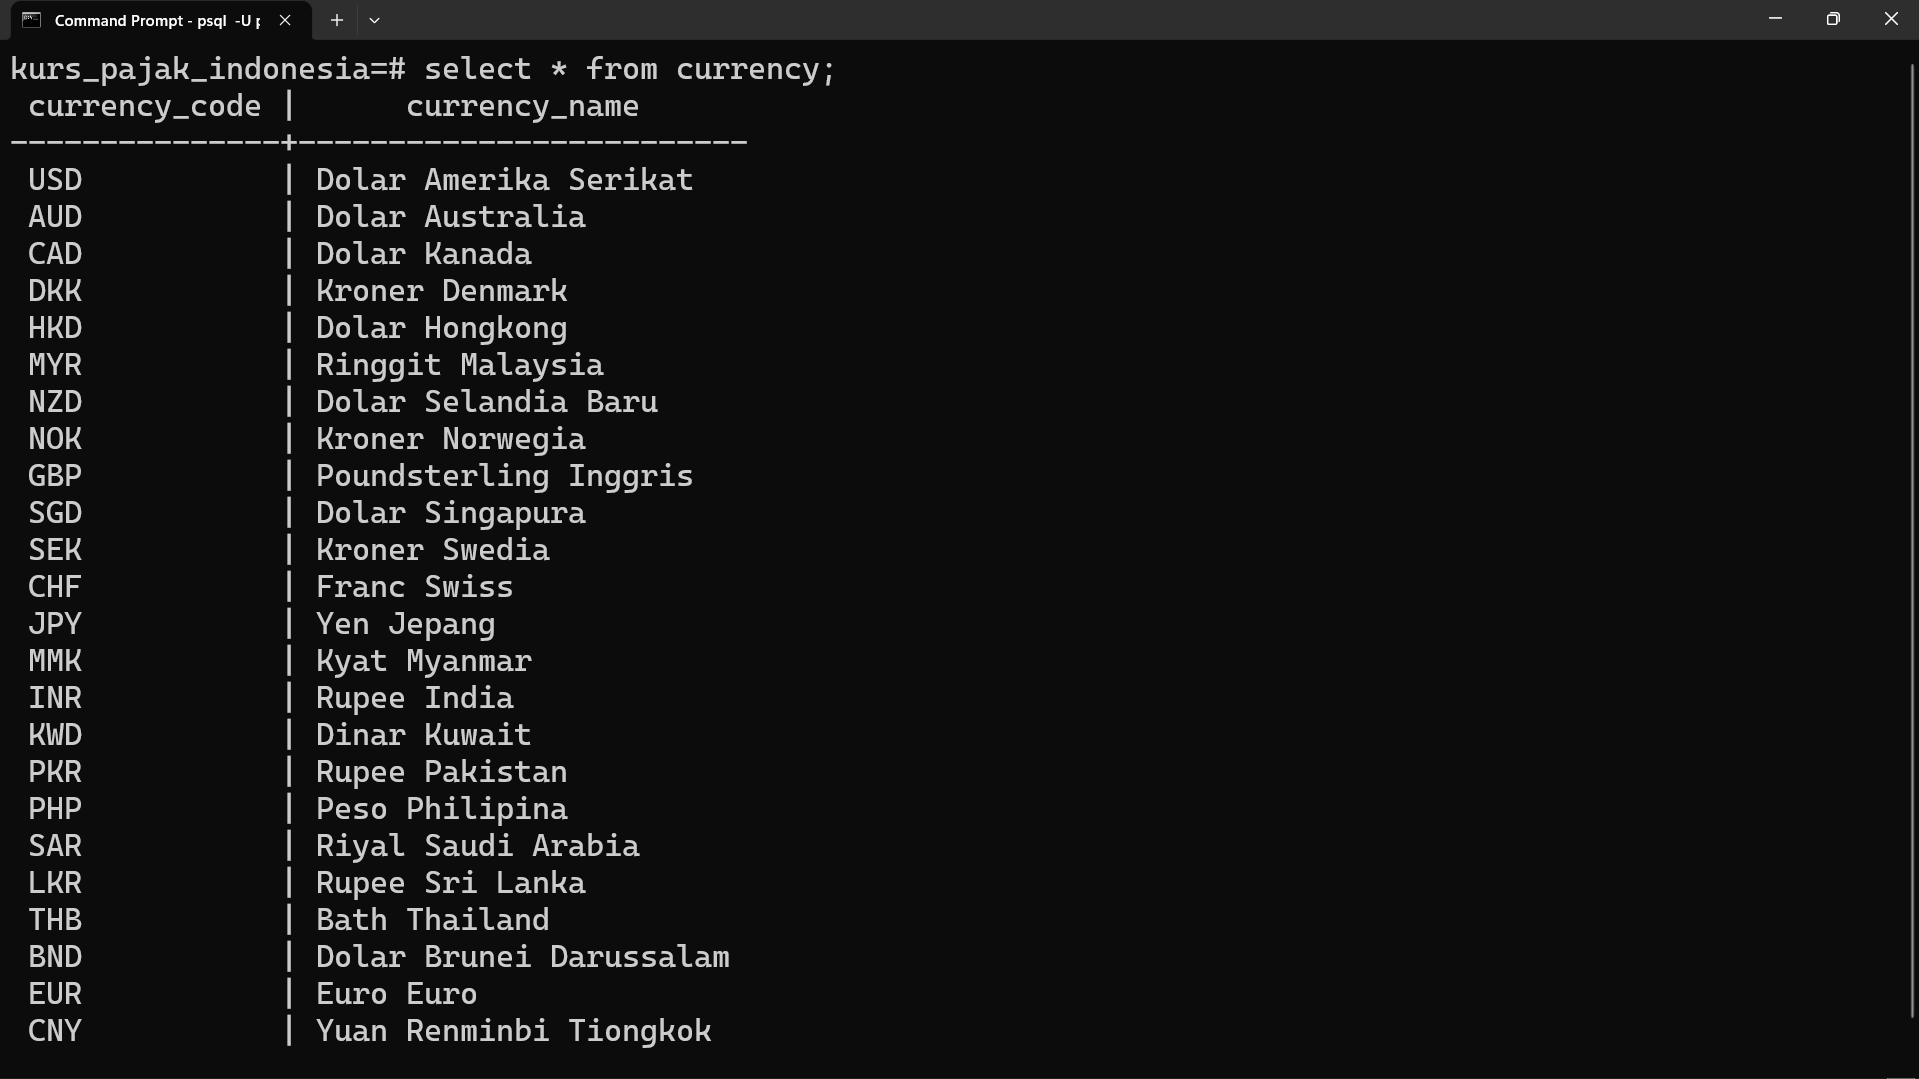 Command Prompt - psql -U p
kurs_pajak_indonesia=# select * from currency;
 currency_code |      currency_name
---------------+-------------------------
 USD           | Dolar Amerika Serikat
 AUD           | Dolar Australia
 CAD           | Dolar Kanada
 DKK           | Kroner Denmark
 HKD           | Dolar Hongkong
 MYR           | Ringgit Malaysia
 NZD           | Dolar Selandia Baru
 NOK           | Kroner Norwegia
 GBP           | Poundsterling Inggris
 SGD           | Dolar Singapura
 SEK           | Kroner Swedia
 CHF           | Franc Swiss
 JPY           | Yen Jepang
 MMK           | Kyat Myanmar
 INR           | Rupee India
 KWD           | Dinar Kuwait
 PKR           | Rupee Pakistan
 PHP           | Peso Philipina
 SAR           | Riyal Saudi Arabia
 LKR           | Rupee Sri Lanka
 THB           | Bath Thailand
 BND           | Dolar Brunei Darussalam
 EUR           | Euro Euro
 CNY           | Yuan Renminbi Tiongkok